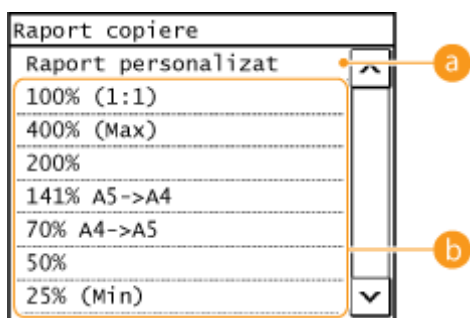 Raport copiere
Raport personalizat
a
100% (1:1)
400% (Max)
200%
141% A5->A4
70% A4->A5
b
50%
25% (Min)